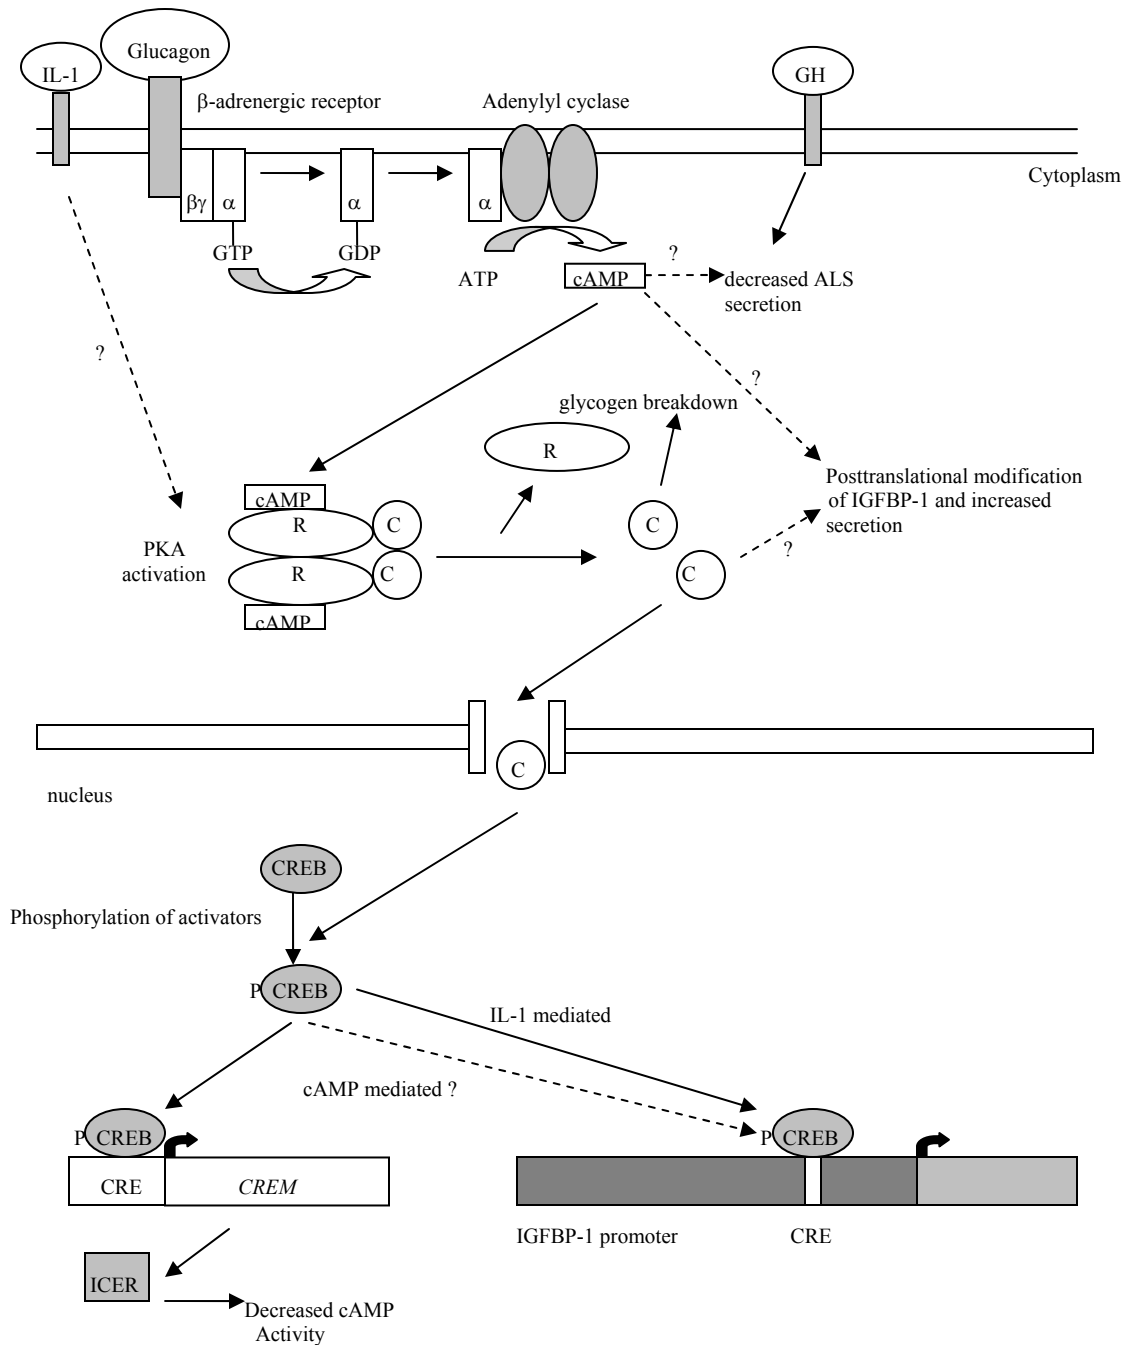 Glucagon
IL-1
GH
β-adrenergic receptor
Adenylyl cyclase
Cytoplasm
βγ
α
α
α
GTP
GDP
ATP
cAMP
?
decreased ALS
secretion
?
?
glycogen breakdown
R
Posttranslational modification
of IGFBP-1 and increased
secretion
cAMP
R
C
C
PKA
activation
R
C
C
?
cAMP
C
nucleus
CREB
Phosphorylation of activators
P
CREB
IL-1 mediated
cAMP mediated ?
P
CREB
P
CREB
CRE
CREM
IGFBP-1 promoter
CRE
ICER
Decreased cAMP
Activity